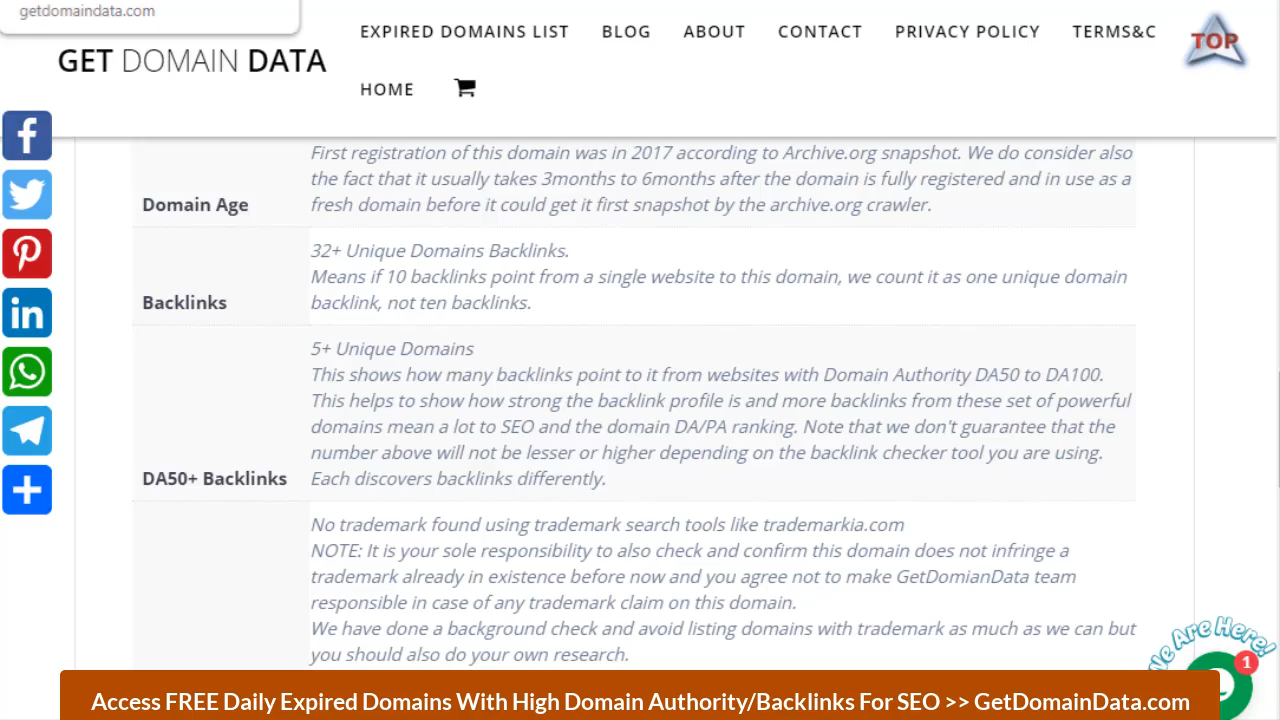 getdomaindata.com
EXPIRED DOMAINS LIST BLOG ABOUT CONTACT PRIVACY POLICY TERMS&C
TOP
GET DOMAIN DATA
HOME
First registration of this domain was in 2017 according to Archive.org snapshot. We do consider also
the fact that it usually takes 3months to 6months after the domain is fully registered and in use as a
Domain Age
fresh domain before it could get it first snapshot by the archive.org crawler.
32+ Unique Domains Backlinks.
Means if 10 backlinks point from a single website to this domain, we count it as one unique domain
Backlinks
backlink, not ten backlinks.
5+ Unique Domains
This shows how many backlinks point to it from websites with Domain Authority DA50 to DA100.
This helps to show how strong the backlink profile is and more backlinks from these set of powerful
domains mean a lot to SEO and the domain DA/PA ranking. Note that we don't guarantee that the
number above will not be lesser or higher depending on the backlink checker tool you are using.
DA50+ Backlinks
Each discovers backlinks differently.
No trademark found using trademark search tools like trademarkia.com
NOTE: It is your sole responsibility to also check and confirm this domain does not infringe a
trademark already in existence before now and you agree not to make GetDomianData team
responsible in case of any trademark claim on this domain.
We have done a background check and avoid listing domains with trademark as much as we can but
you should also do your own research.
We Are Here!
1
Access FREE Daily Expired Domains With High Domain Authority/Backlinks For SEO >> GetDomainData.com